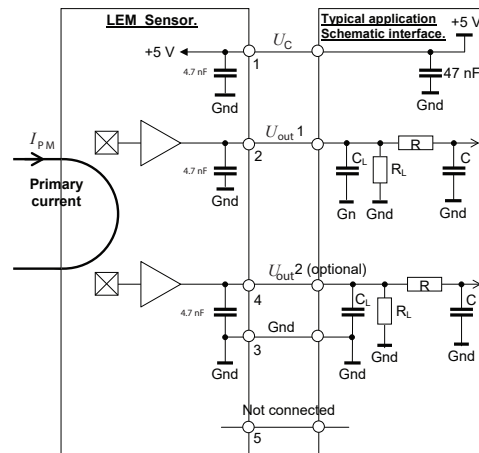 LEM Sensor.
Typical application
Schematic interface.
+5 V
+5 V
U_C
1
4.7 nF
47 nF
Gnd
Gnd
I_PM
U_out 1
2
R
C_L
C
4.7 nF
R_L
Primary
current
Gnd
Gn
Gnd
Gnd
U_out 2 (optional)
4
R
C_L
C
4.7 nF
R_L
Gnd
3
Gnd
Gnd
Gnd
Gnd
Not connected
5